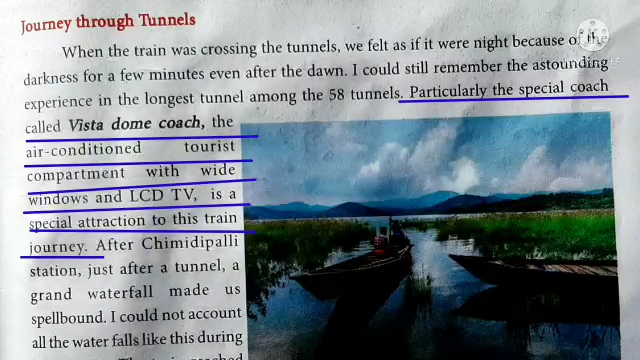 Journey through Tunnels
When the train was crossing the tunnels, we felt as if it were night because of the
darkness for a few minutes even after the dawn. I could still remember the astounding
experience in the longest tunnel among the 58 tunnels. Particularly the special coach
called Vista dome coach, the
air-conditioned tourist
compartment with wide
windows and LCD TV, is a
special attraction to this train
journey. After Chimidipalli
station, just after a tunnel, a
grand waterfall made us
spellbound. I could not account
all the water falls like this during